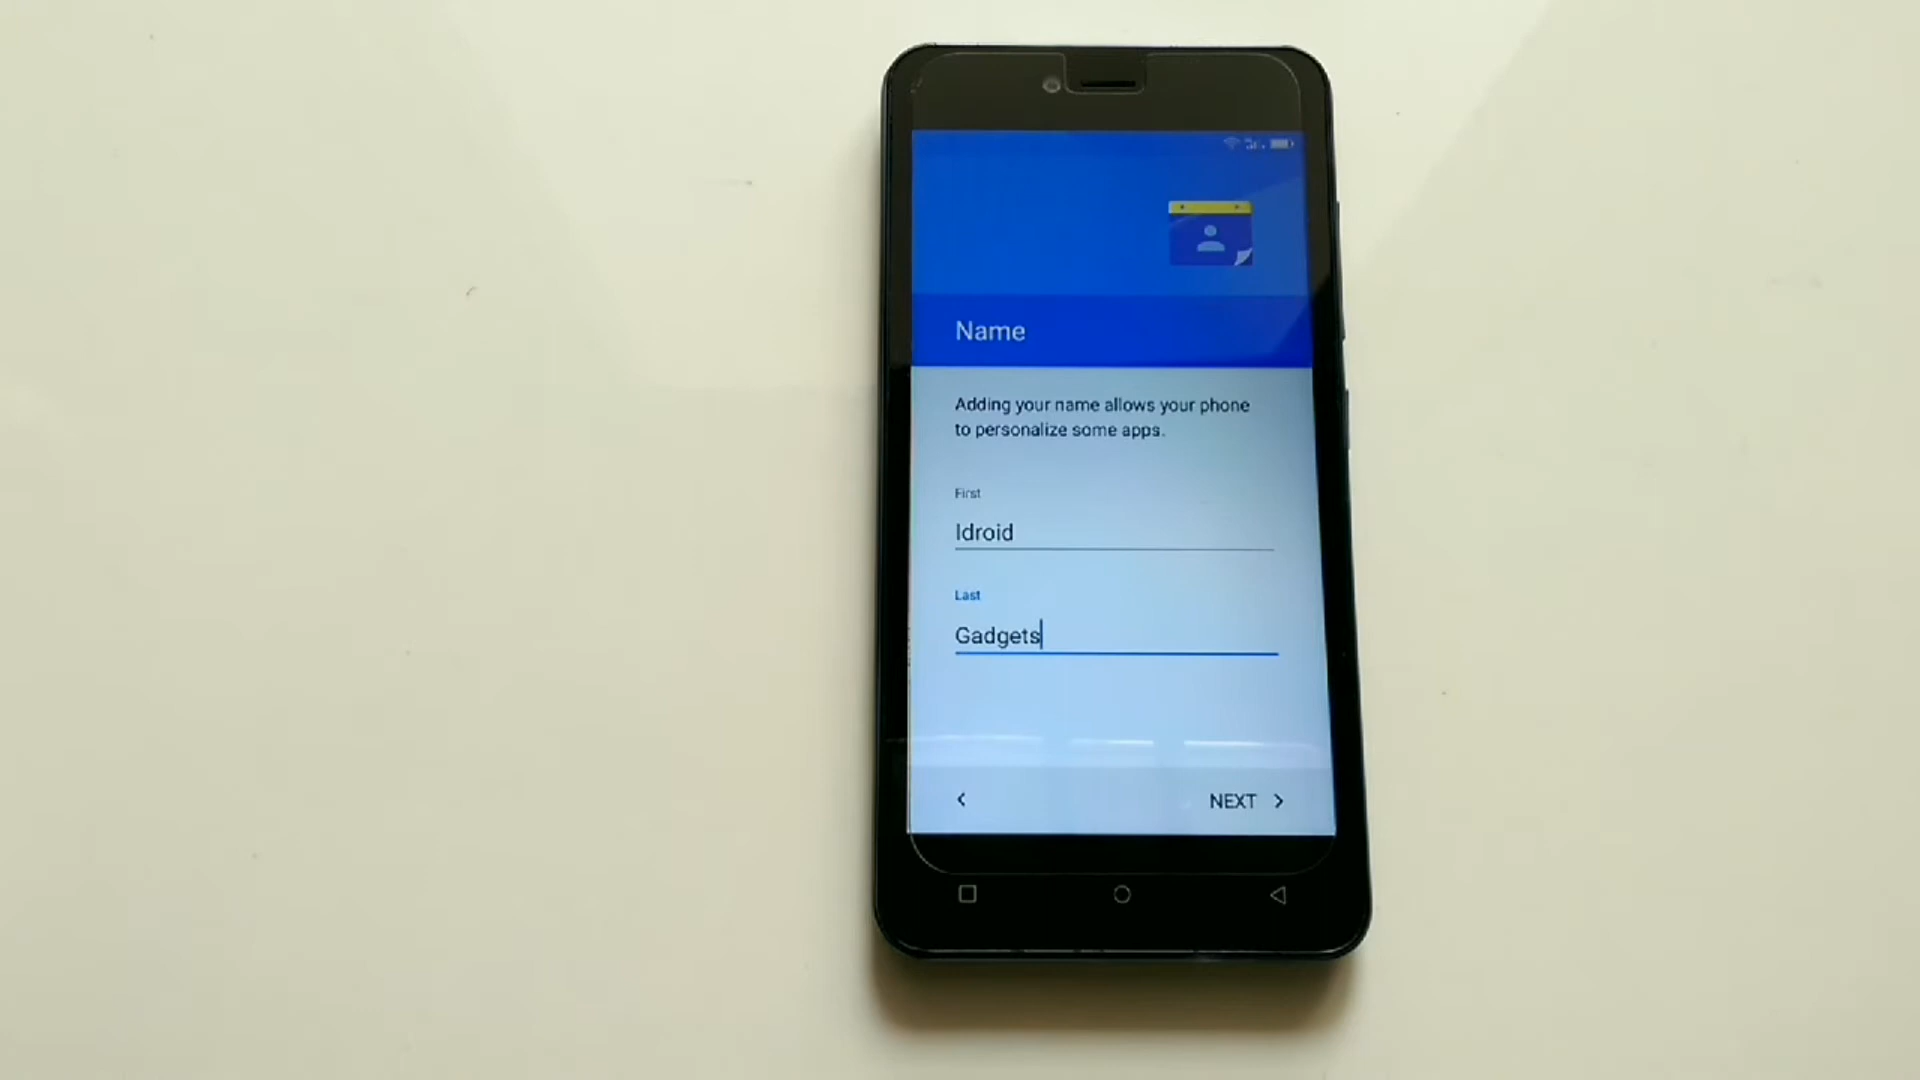 Name
Adding your name allows your phone
to personalize some apps.
First
Idroid
Last
Gadgets
NEXT